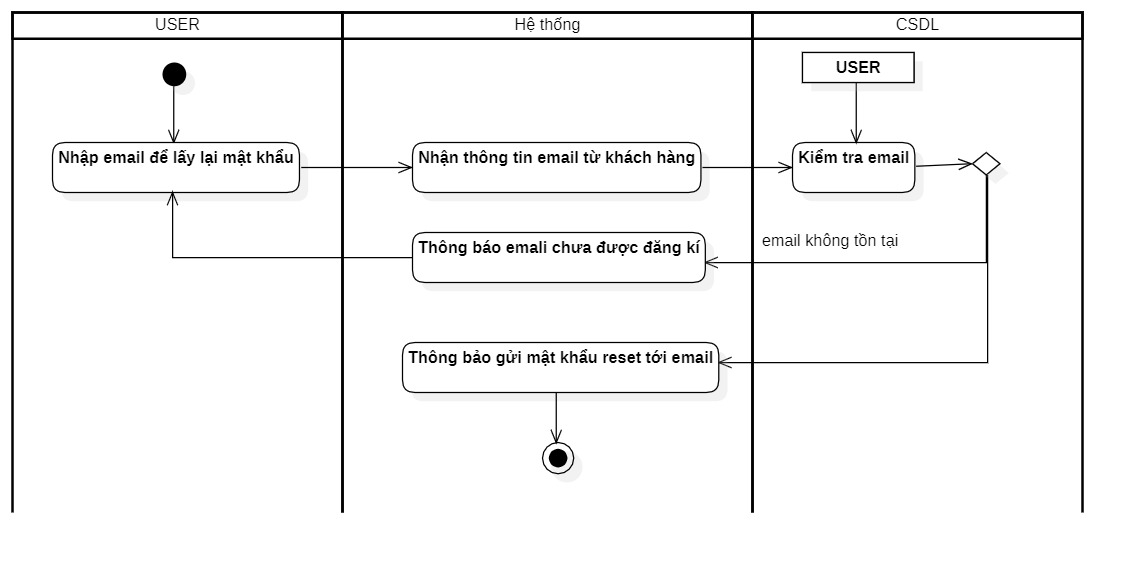 USER
Hệ thống
CSDL
USER
Nhập email để lấy lại mật khẩu
Nhận thông tin email từ khách hàng
Kiểm tra email
Thông báo emali chưa được đăng kí
email không tồn tại
Thông bảo gửi mật khẩu reset tới email